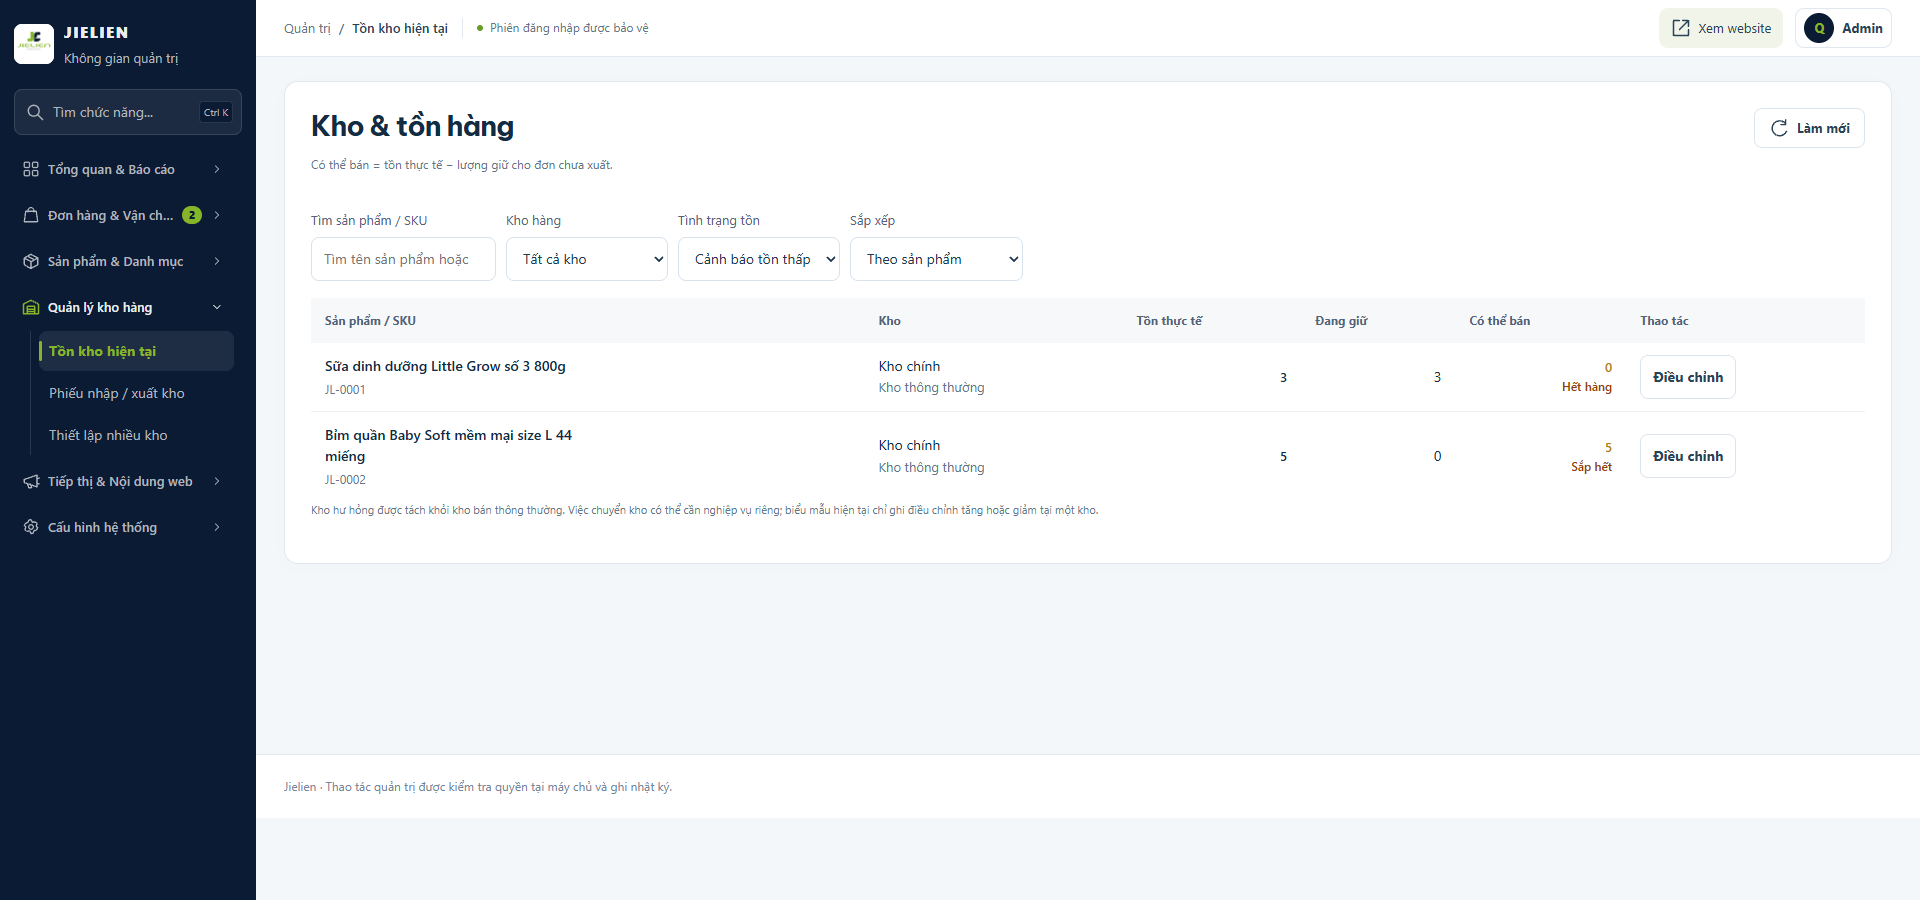 JIELIEN
Không gian quản trị
Tìm chức năng...
Ctrl K
Tổng quan & Báo cáo
Đơn hàng & Vận ch...
2
Sản phẩm & Danh mục
Quản lý kho hàng
Tồn kho hiện tại
Phiếu nhập / xuất kho
Thiết lập nhiều kho
Tiếp thị & Nội dung web
Cấu hình hệ thống
Quản trị / Tồn kho hiện tại
Phiên đăng nhập được bảo vệ
Xem website
Q
Admin
Kho & tồn hàng
Có thể bán = tồn thực tế − lượng giữ cho đơn chưa xuất.
Làm mới
Tìm sản phẩm / SKU
Kho hàng
Tình trạng tồn
Sắp xếp
Tìm tên sản phẩm hoặc
Tất cả kho
Cảnh báo tồn thấp
Theo sản phẩm
Sản phẩm / SKU
Kho
Tồn thực tế
Đang giữ
Có thể bán
Thao tác
Sữa dinh dưỡng Little Grow số 3 800g
JL-0001
Kho chính
Kho thông thường
3
3
0
Hết hàng
Điều chỉnh
Bỉm quần Baby Soft mềm mại size L 44
miếng
JL-0002
Kho chính
Kho thông thường
5
0
5
Sắp hết
Điều chỉnh
Kho hư hỏng được tách khỏi kho bán thông thường. Việc chuyển kho có thể cần nghiệp vụ riêng; biểu mẫu hiện tại chỉ ghi điều chỉnh tăng hoặc giảm tại một kho.
Jielien · Thao tác quản trị được kiểm tra quyền tại máy chủ và ghi nhật ký.